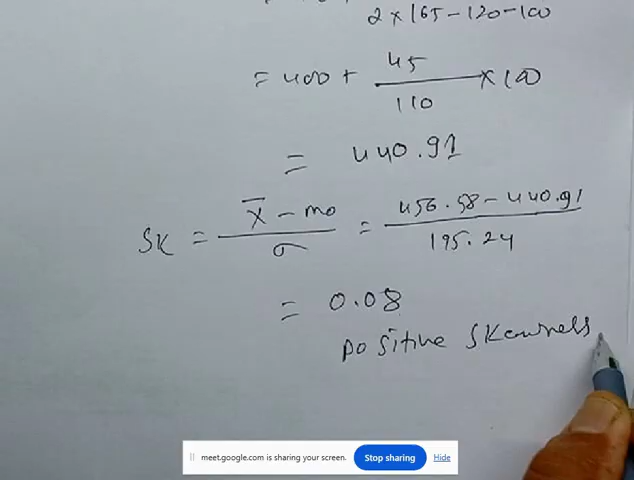 2 x 165 - 120 - 100
= 400 + 45/110 x 100
= 440.91
SK = (X̅ - mo)/σ = (456.58 - 440.91)/195.24
= 0.08
positive Skewness
meet.google.com is sharing your screen. Stop sharing Hide